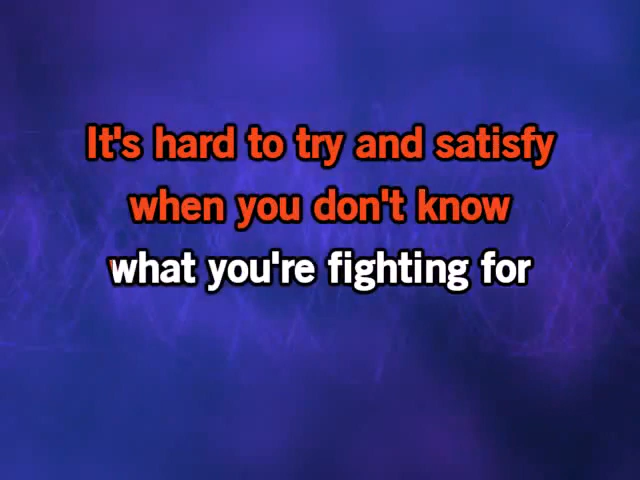 It's hard to try and satisfy
when you don't know
what you're fighting for